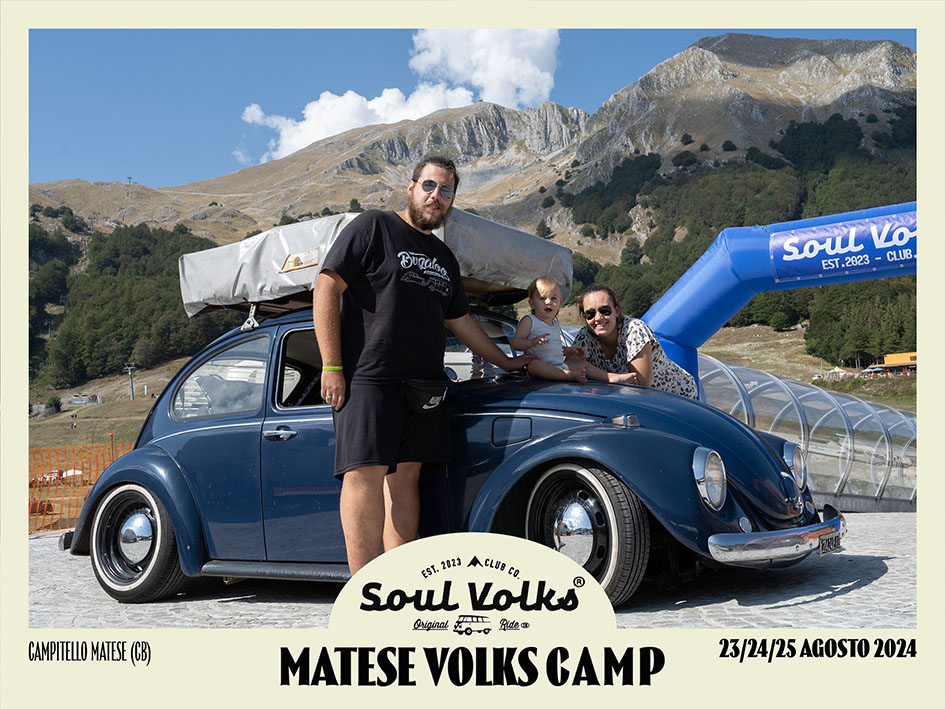 Bugaloo
Soul Vo
EST. 2023 - CLUB.
EST. 2023 CLUB CO.
Soul Volks®
Original Ride
CAMPITELLO MATESE (CB)
MATESE VOLKS CAMP
23/24/25 AGOSTO 2024